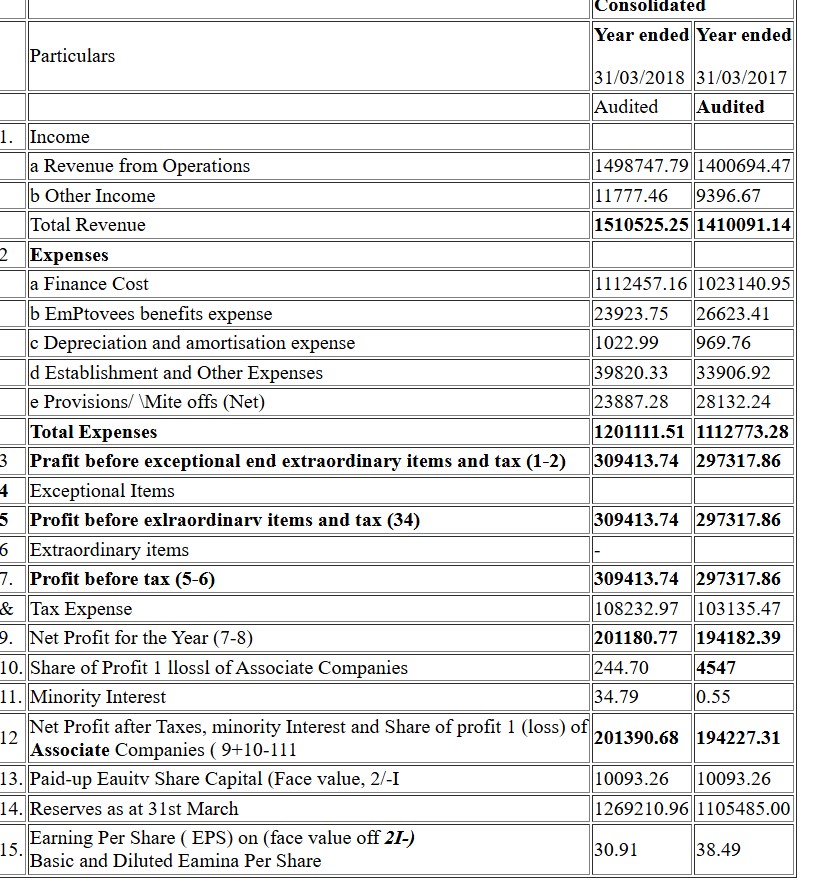 Consolidated
Particulars Year ended Year ended
31/03/2018 31/03/2017
Audited Audited
1. Income
a Revenue from Operations 1498747.79 1400694.47
b Other Income 11777.46 9396.67
Total Revenue 1510525.25 1410091.14
2 Expenses
a Finance Cost 1112457.16 1023140.95
b EmPtovees benefits expense 23923.75 26623.41
c Depreciation and amortisation expense 1022.99 969.76
d Establishment and Other Expenses 39820.33 33906.92
e Provisions/ \Mite offs (Net) 23887.28 28132.24
Total Expenses 1201111.51 1112773.28
3 Prafit before exceptional end extraordinary items and tax (1-2) 309413.74 297317.86
4 Exceptional Items
5 Profit before exlraordinarv items and tax (34) 309413.74 297317.86
6 Extraordinary items -
7. Profit before tax (5-6) 309413.74 297317.86
& Tax Expense 108232.97 103135.47
9. Net Profit for the Year (7-8) 201180.77 194182.39
10. Share of Profit 1 llossl of Associate Companies 244.70 4547
11. Minority Interest 34.79 0.55
12 Net Profit after Taxes, minority Interest and Share of profit 1 (loss) of
Associate Companies ( 9+10-111 201390.68 194227.31
13. Paid-up Eauitv Share Capital (Face value, 2/-I 10093.26 10093.26
14. Reserves as at 31st March 1269210.96 1105485.00
15. Earning Per Share ( EPS) on (face value off 2I-)
Basic and Diluted Eamina Per Share 30.91 38.49